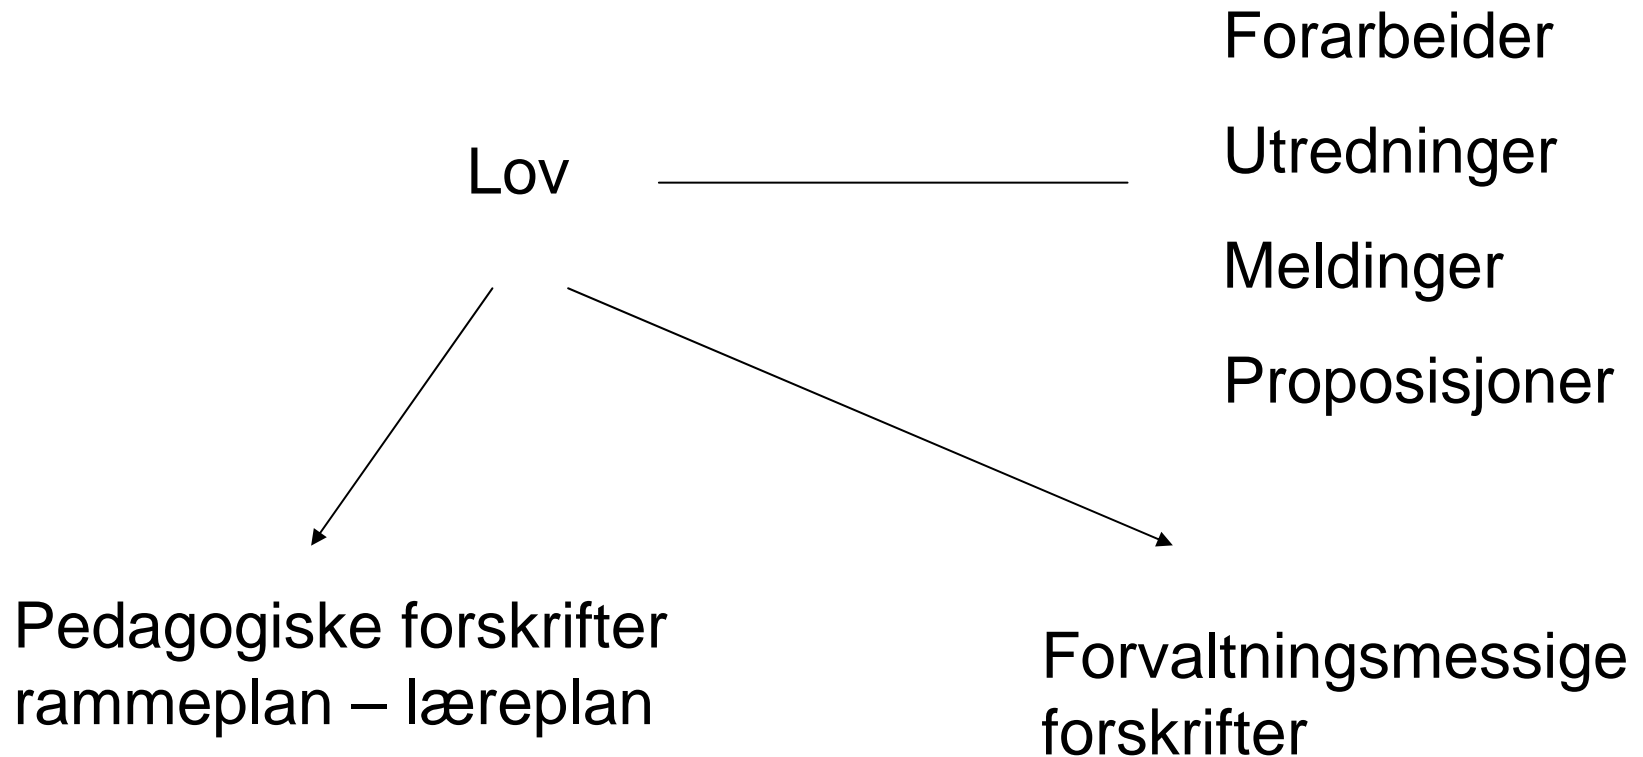 Forarbeider
Utredninger
Lov
Meldinger
Proposisjoner
Pedagogiske forskrifter
rammeplan – læreplan
Forvaltningsmessige
forskrifter